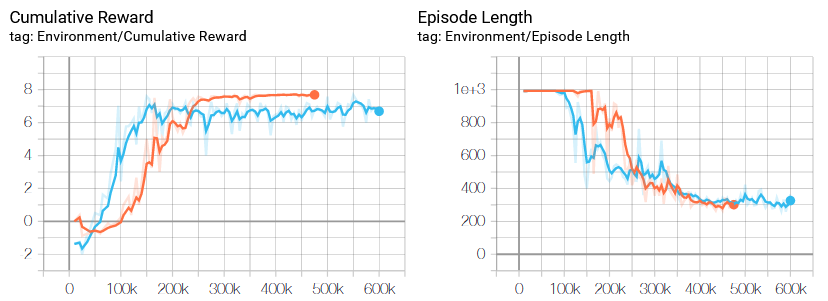 Cumulative Reward
tag: Environment/Cumulative Reward
8
6
4
2
0
2
0
100k
200k
300k
400k
500k
600k
Episode Length
tag: Environment/Episode Length
1e+3
800
600
400
200
0
0
100k
200k
300k
400k
500k
600k